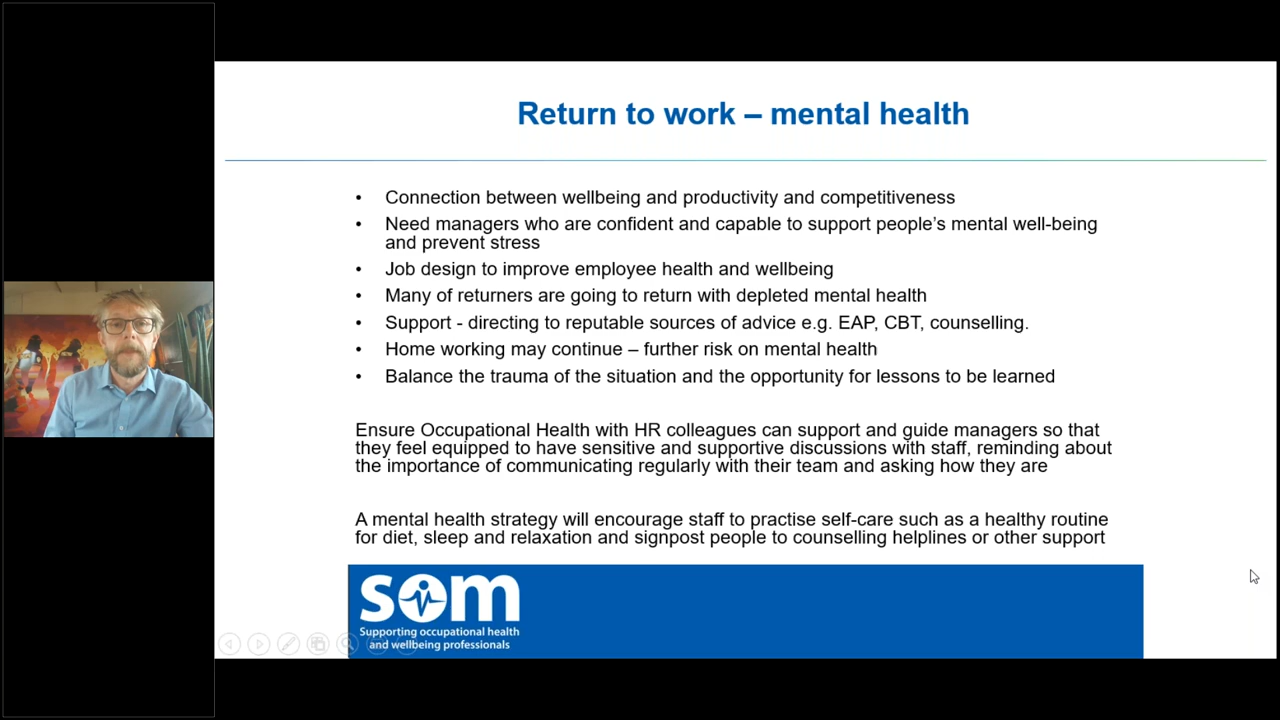 Return to work – mental health
• Connection between wellbeing and productivity and competitiveness
• Need managers who are confident and capable to support people’s mental well-being
and prevent stress
• Job design to improve employee health and wellbeing
• Many of returners are going to return with depleted mental health
• Support - directing to reputable sources of advice e.g. EAP, CBT, counselling.
• Home working may continue – further risk on mental health
• Balance the trauma of the situation and the opportunity for lessons to be learned
Ensure Occupational Health with HR colleagues can support and guide managers so that
they feel equipped to have sensitive and supportive discussions with staff, reminding about
the importance of communicating regularly with their team and asking how they are
A mental health strategy will encourage staff to practise self-care such as a healthy routine
for diet, sleep and relaxation and signpost people to counselling helplines or other support
som
Supporting occupational health
and wellbeing professionals